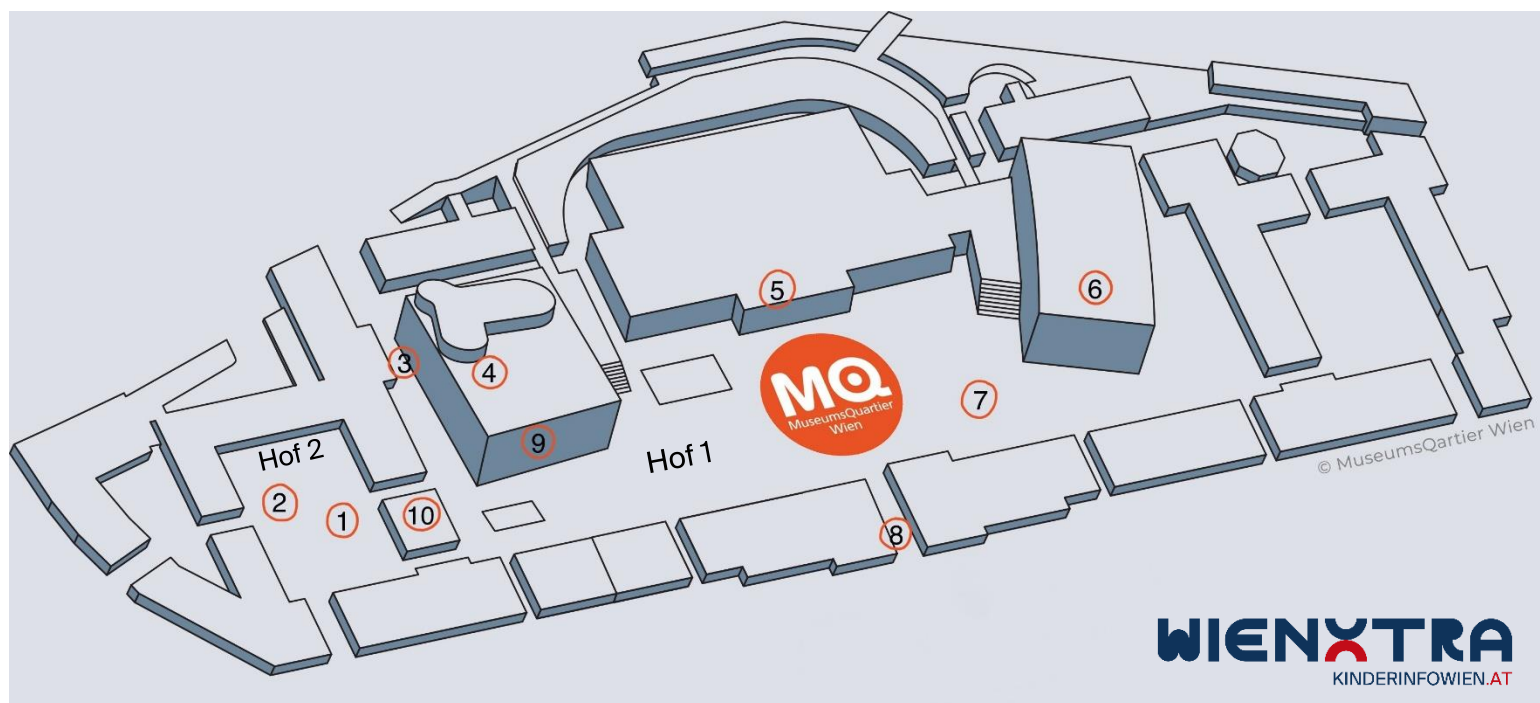 5
6
3
4
MQ
MuseumsQuartier
Wien
7
9
Hof 1
Hof 2
© MuseumsQartier Wien
2
1
10
8
WIENXTRA
KINDERINFOWIEN.AT